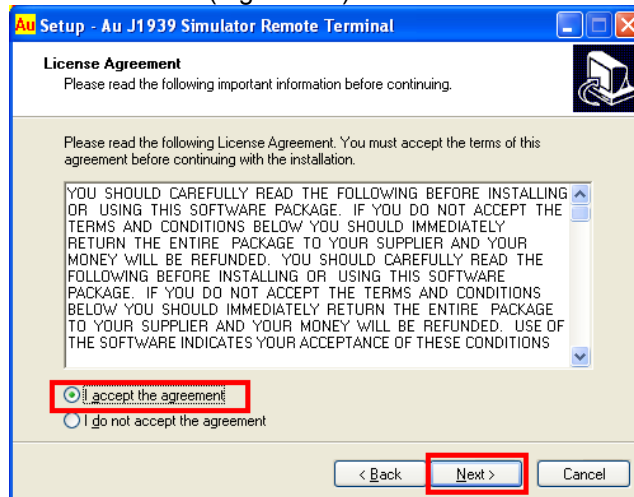 Au Setup - Au J1939 Simulator Remote Terminal
License Agreement
Please read the following important information before continuing.
Please read the following License Agreement. You must accept the terms of this
agreement before continuing with the installation.
YOU SHOULD CAREFULLY READ THE FOLLOWING BEFORE INSTALLING
OR USING THIS SOFTWARE PACKAGE. IF YOU DO NOT ACCEPT THE
TERMS AND CONDITIONS BELOW YOU SHOULD IMMEDIATELY
RETURN THE ENTIRE PACKAGE TO YOUR SUPPLIER AND YOUR
MONEY WILL BE REFUNDED. YOU SHOULD CAREFULLY READ THE
FOLLOWING BEFORE INSTALLING OR USING THIS SOFTWARE
PACKAGE. IF YOU DO NOT ACCEPT THE TERMS AND CONDITIONS
BELOW YOU SHOULD IMMEDIATELY RETURN THE ENTIRE PACKAGE
TO YOUR SUPPLIER AND YOUR MONEY WILL BE REFUNDED. USE OF
THE SOFTWARE INDICATES YOUR ACCEPTANCE OF THESE CONDITIONS
I accept the agreement
I do not accept the agreement
< Back Next > Cancel